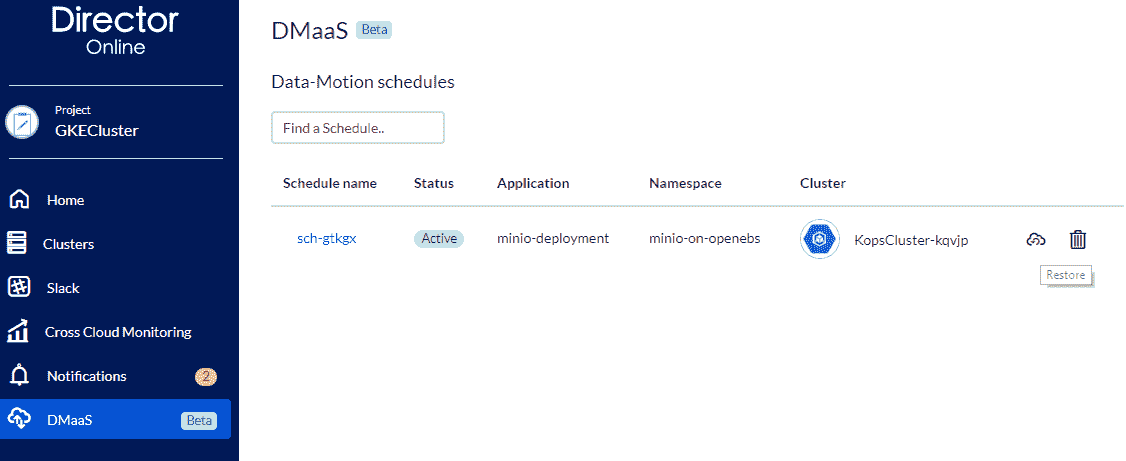 Director
Online
Project
GKECluster
Home
Clusters
Slack
Cross Cloud Monitoring
Notifications 2
DMaaS Beta
DMaaS Beta
Data-Motion schedules
Find a Schedule..
Schedule name Status Application Namespace Cluster
sch-gtkgx Active minio-deployment minio-on-openebs KopsCluster-kqvjp
Restore